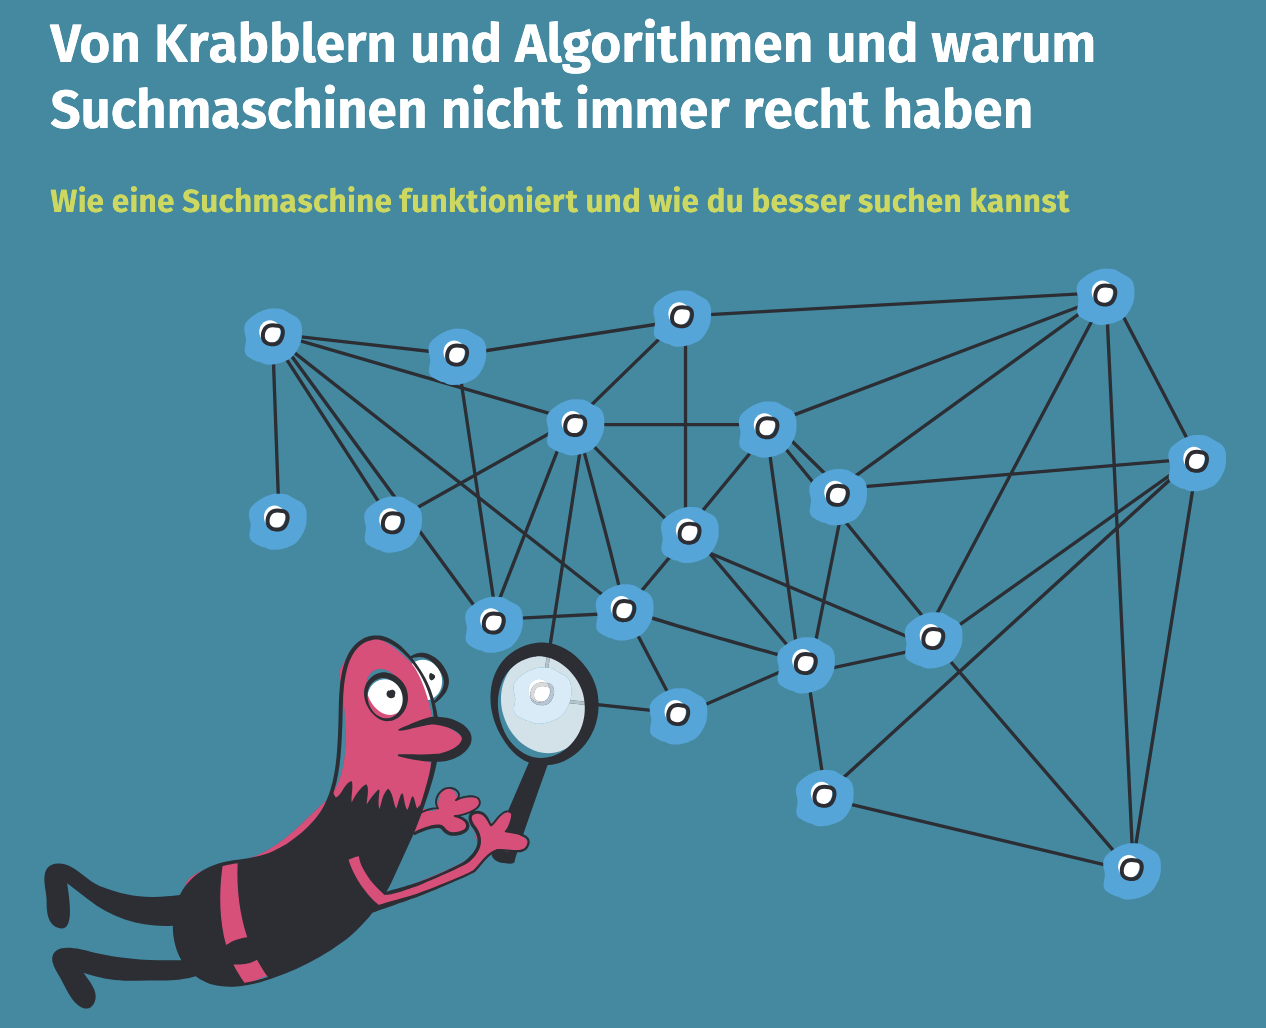 Von Krabblern und Algorithmen und warum
Suchmaschinen nicht immer recht haben
Wie eine Suchmaschine funktioniert und wie du besser suchen kannst